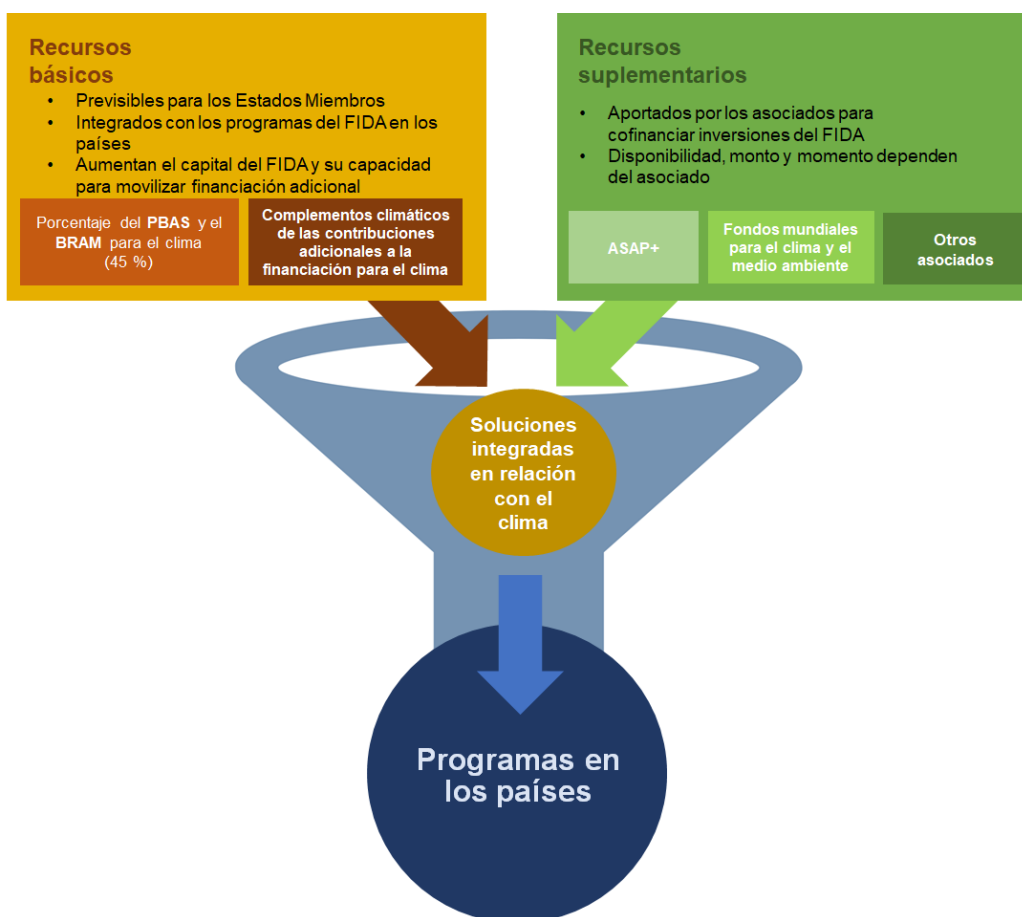 Recursos
básicos
• Previsibles para los Estados Miembros
• Integrados con los programas del FIDA en los
países
• Aumentan el capital del FIDA y su capacidad
para movilizar financiación adicional
Porcentaje del PBAS y el
BRAM para el clima
(45 %)
Complementos climáticos
de las contribuciones
adicionales a la
financiación para el clima
Recursos
suplementarios
• Aportados por los asociados para
cofinanciar inversiones del FIDA
• Disponibilidad, monto y momento dependen
del asociado
ASAP+
Fondos mundiales
para el clima y el
medio ambiente
Otros
asociados
Soluciones
integradas
en relación
con el
clima
Programas en
los países